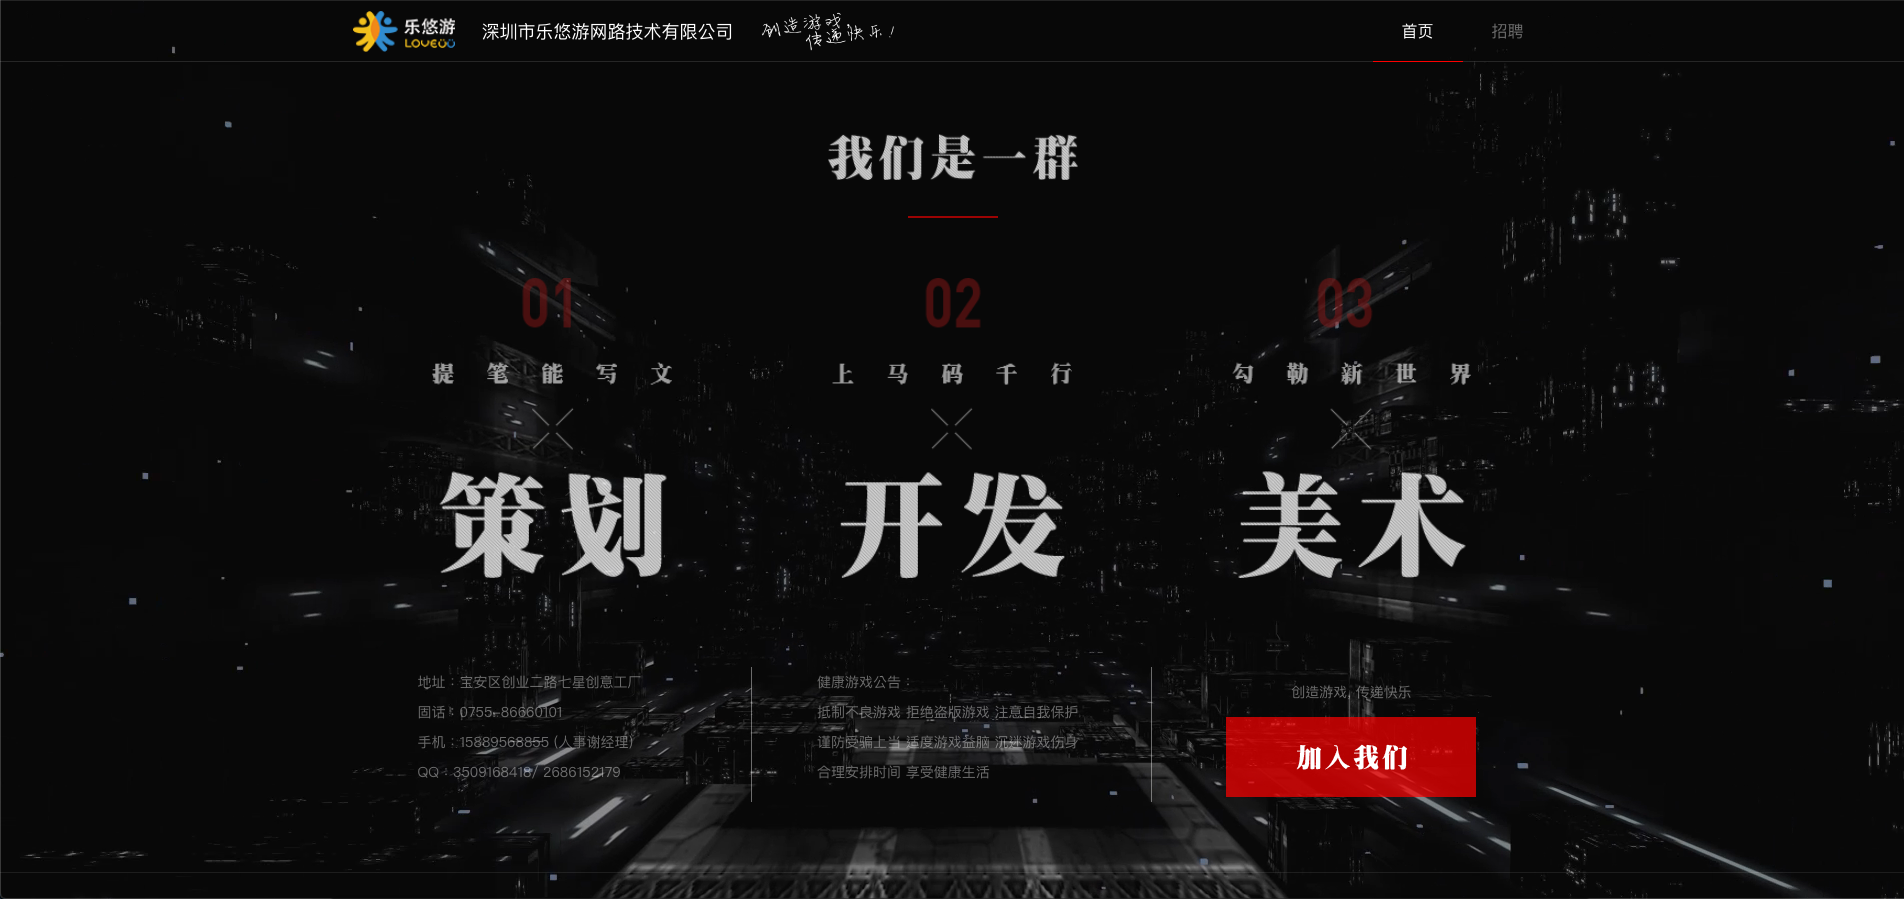 乐悠游
LOVEUU
深圳市乐悠游网路技术有限公司
创造游戏
传递快乐！
首页
招聘
我们是一群
01
02
03
提笔能写文
上马码千行
勾勒新世界
策划
开发
美术
地址：宝安区创业二路七星创意工厂
固话：0755-86660101
手机：15889568855 (人事谢经理)
QQ：3509168418/ 2686152179
健康游戏公告：
抵制不良游戏 拒绝盗版游戏 注意自我保护
谨防受骗上当 适度游戏益脑 沉迷游戏伤身
合理安排时间 享受健康生活
创造游戏, 传递快乐
加入我们